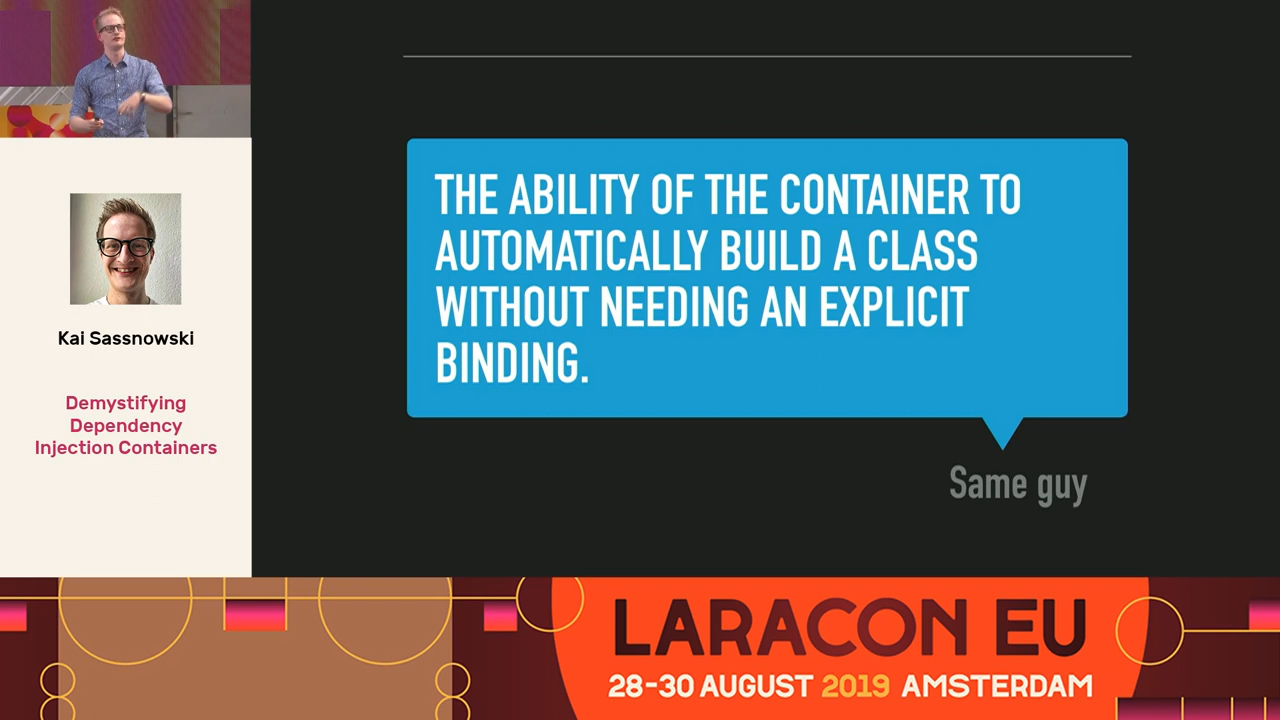 Kai Sassnowski
Demystifying
Dependency
Injection Containers
THE ABILITY OF THE CONTAINER TO
AUTOMATICALLY BUILD A CLASS
WITHOUT NEEDING AN EXPLICIT
BINDING.
Same guy
LARACON EU
28-30 AUGUST 2019 AMSTERDAM